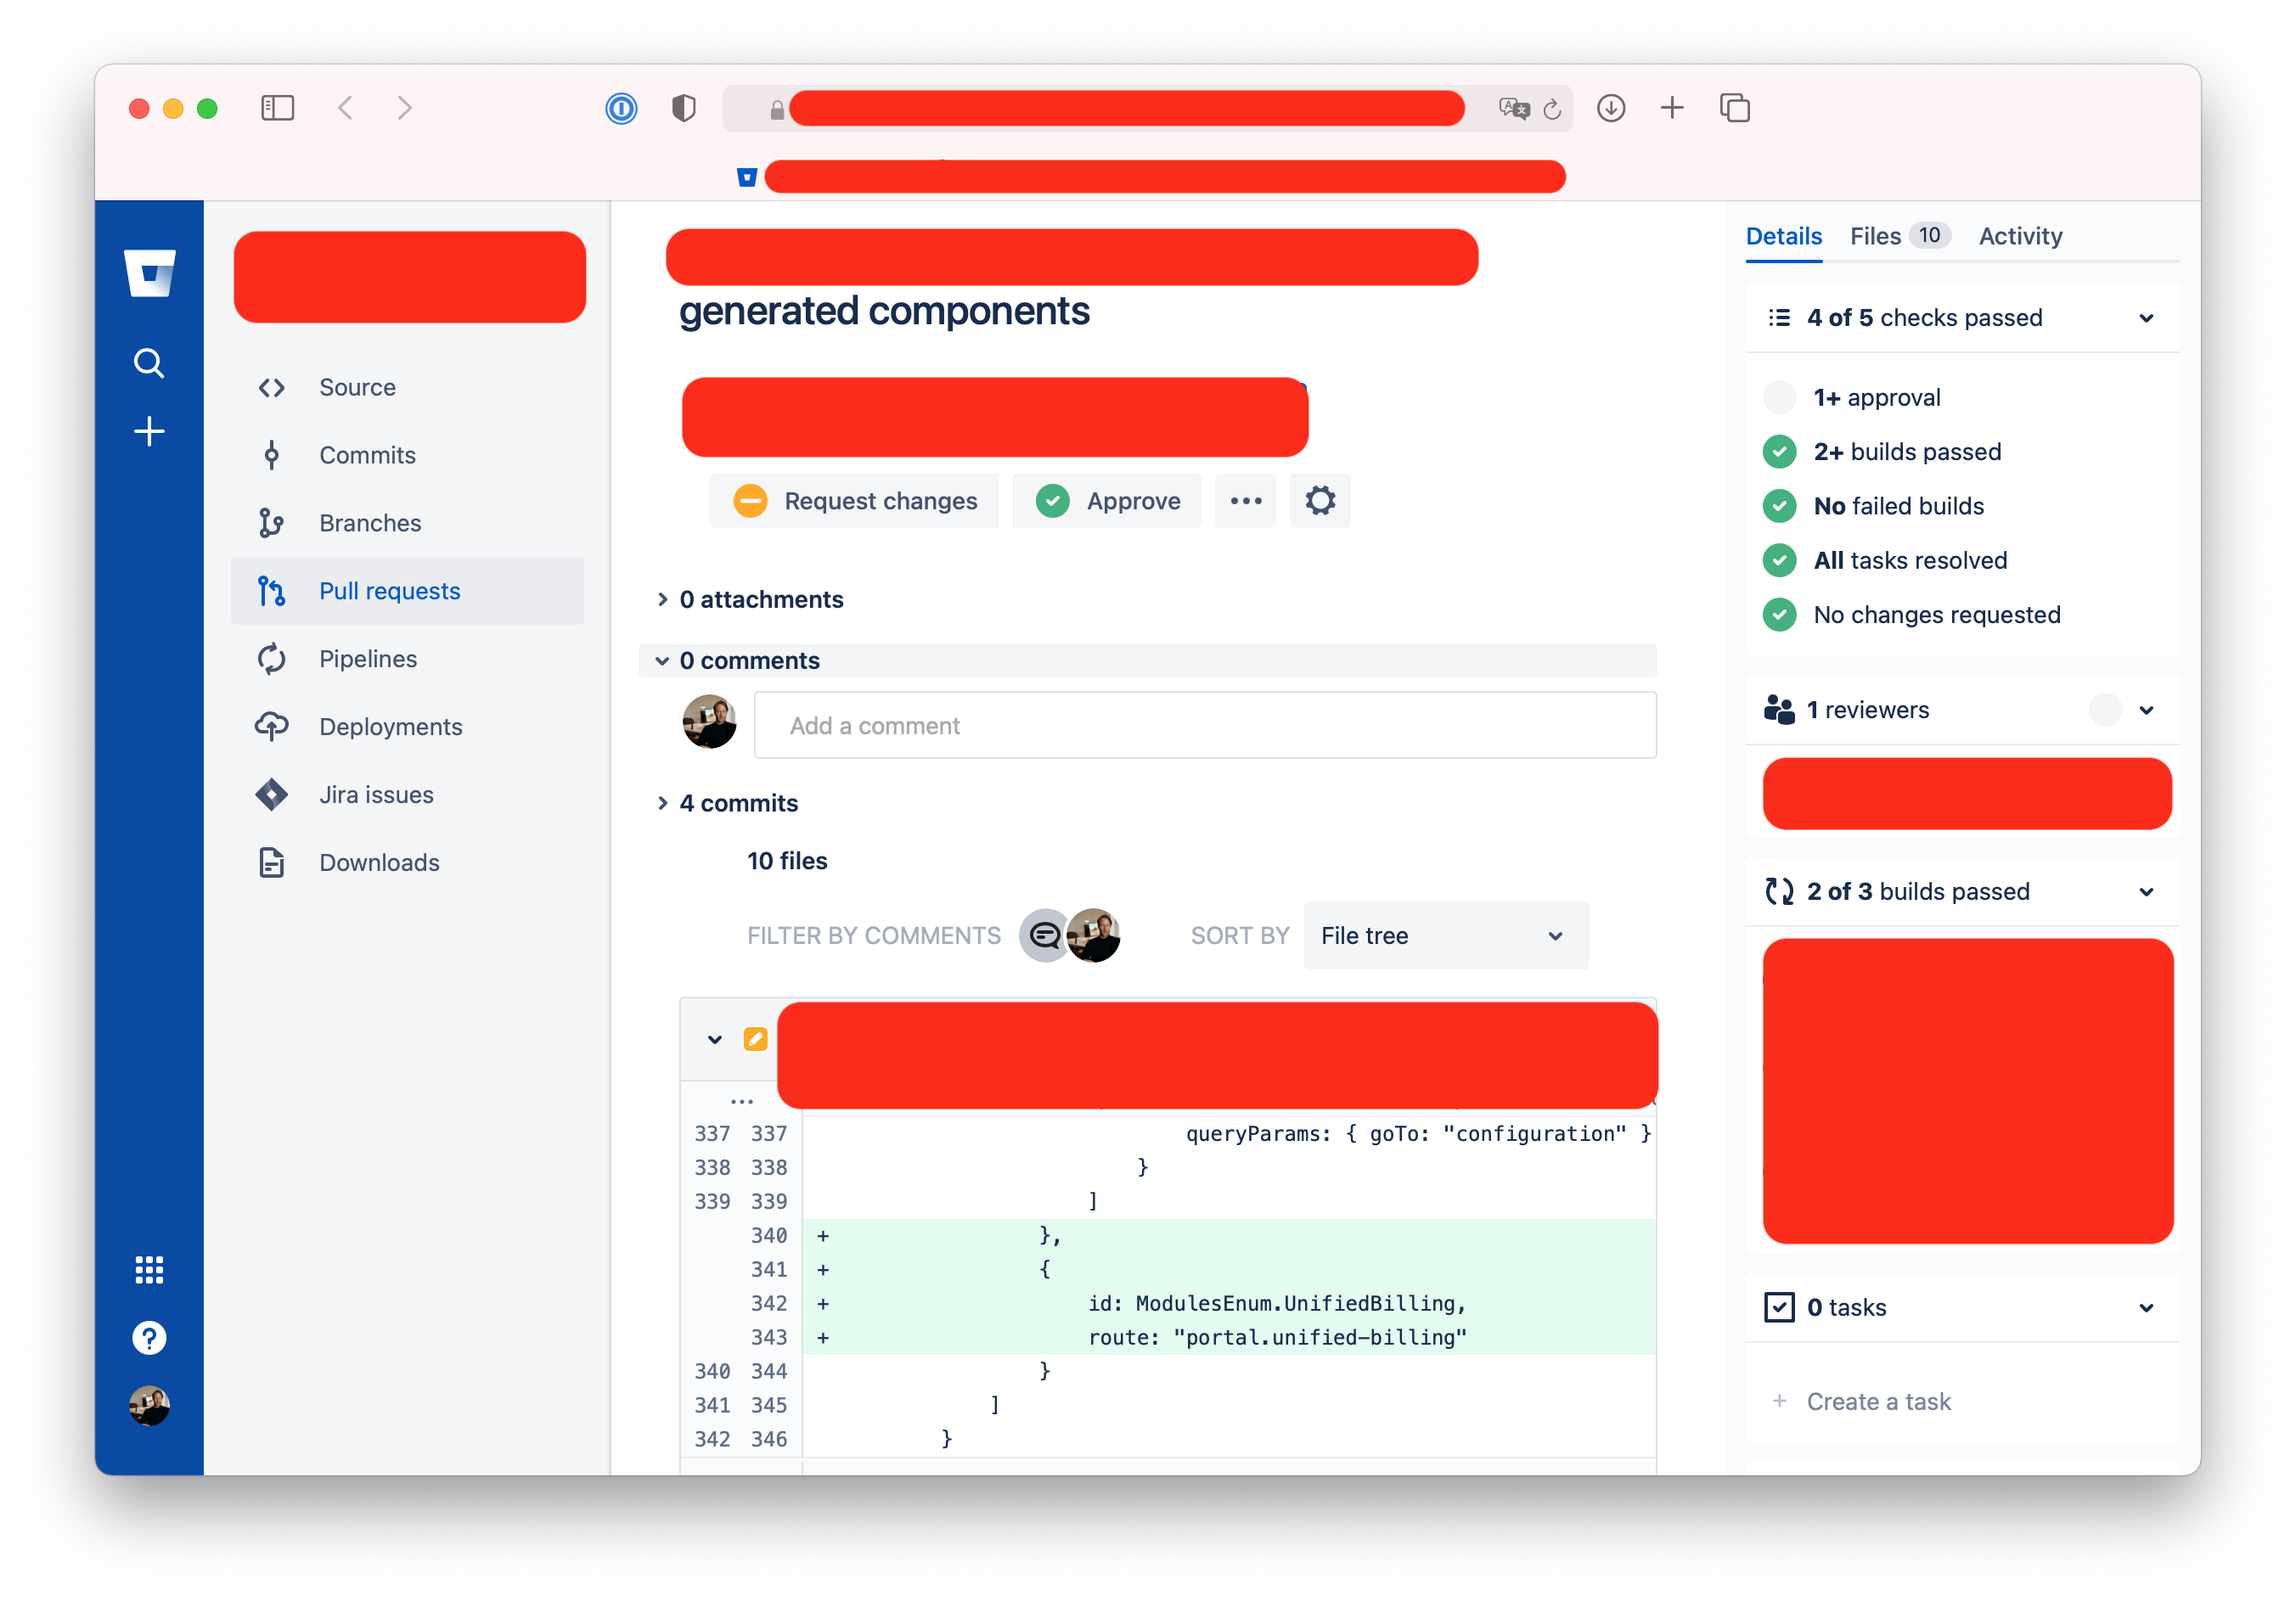 Source
Commits
Branches
Pull requests
Pipelines
Deployments
Jira issues
Downloads
generated components
Request changes
Approve
0 attachments
0 comments
Add a comment
4 commits
10 files
FILTER BY COMMENTS
SORT BY
File tree
337 337 queryParams: { goTo: "configuration" }
338 338 }
339 339 ]
340 + },
341 + {
342 + id: ModulesEnum.UnifiedBilling,
343 + route: "portal.unified-billing"
340 344 }
341 345 ]
342 346 }
Details Files 10 Activity
4 of 5 checks passed
1+ approval
2+ builds passed
No failed builds
All tasks resolved
No changes requested
1 reviewers
2 of 3 builds passed
0 tasks
+ Create a task